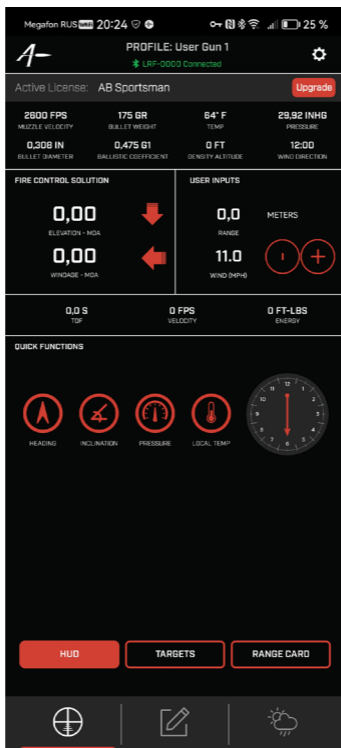 Megafon RUS 20:24 25 %
PROFILE: User Gun 1
LRF-0000 Connected
Active License: AB Sportsman Upgrade
2600 FPS 175 GR 64° F 29,92 INHG
MUZZLE VELOCITY BULLET WEIGHT TEMP PRESSURE
0,308 IN 0,475 G1 0 FT 12:00
BULLET DIAMETER BALLISTIC COEFFICIENT DENSITY ALTITUDE WIND DIRECTION
FIRE CONTROL SOLUTION USER INPUTS
0,00 0,0 METERS
ELEVATION - MOA RANGE
0,00 11.0
WINDAGE - MOA WIND (MPH)
0,0 S 0 FPS 0 FT-LBS
TOF VELOCITY ENERGY
QUICK FUNCTIONS
12
11 1
10 2
9 3
8 4
7 6 5
HEADING INCLINATION PRESSURE LOCAL TEMP
HUD TARGETS RANGE CARD